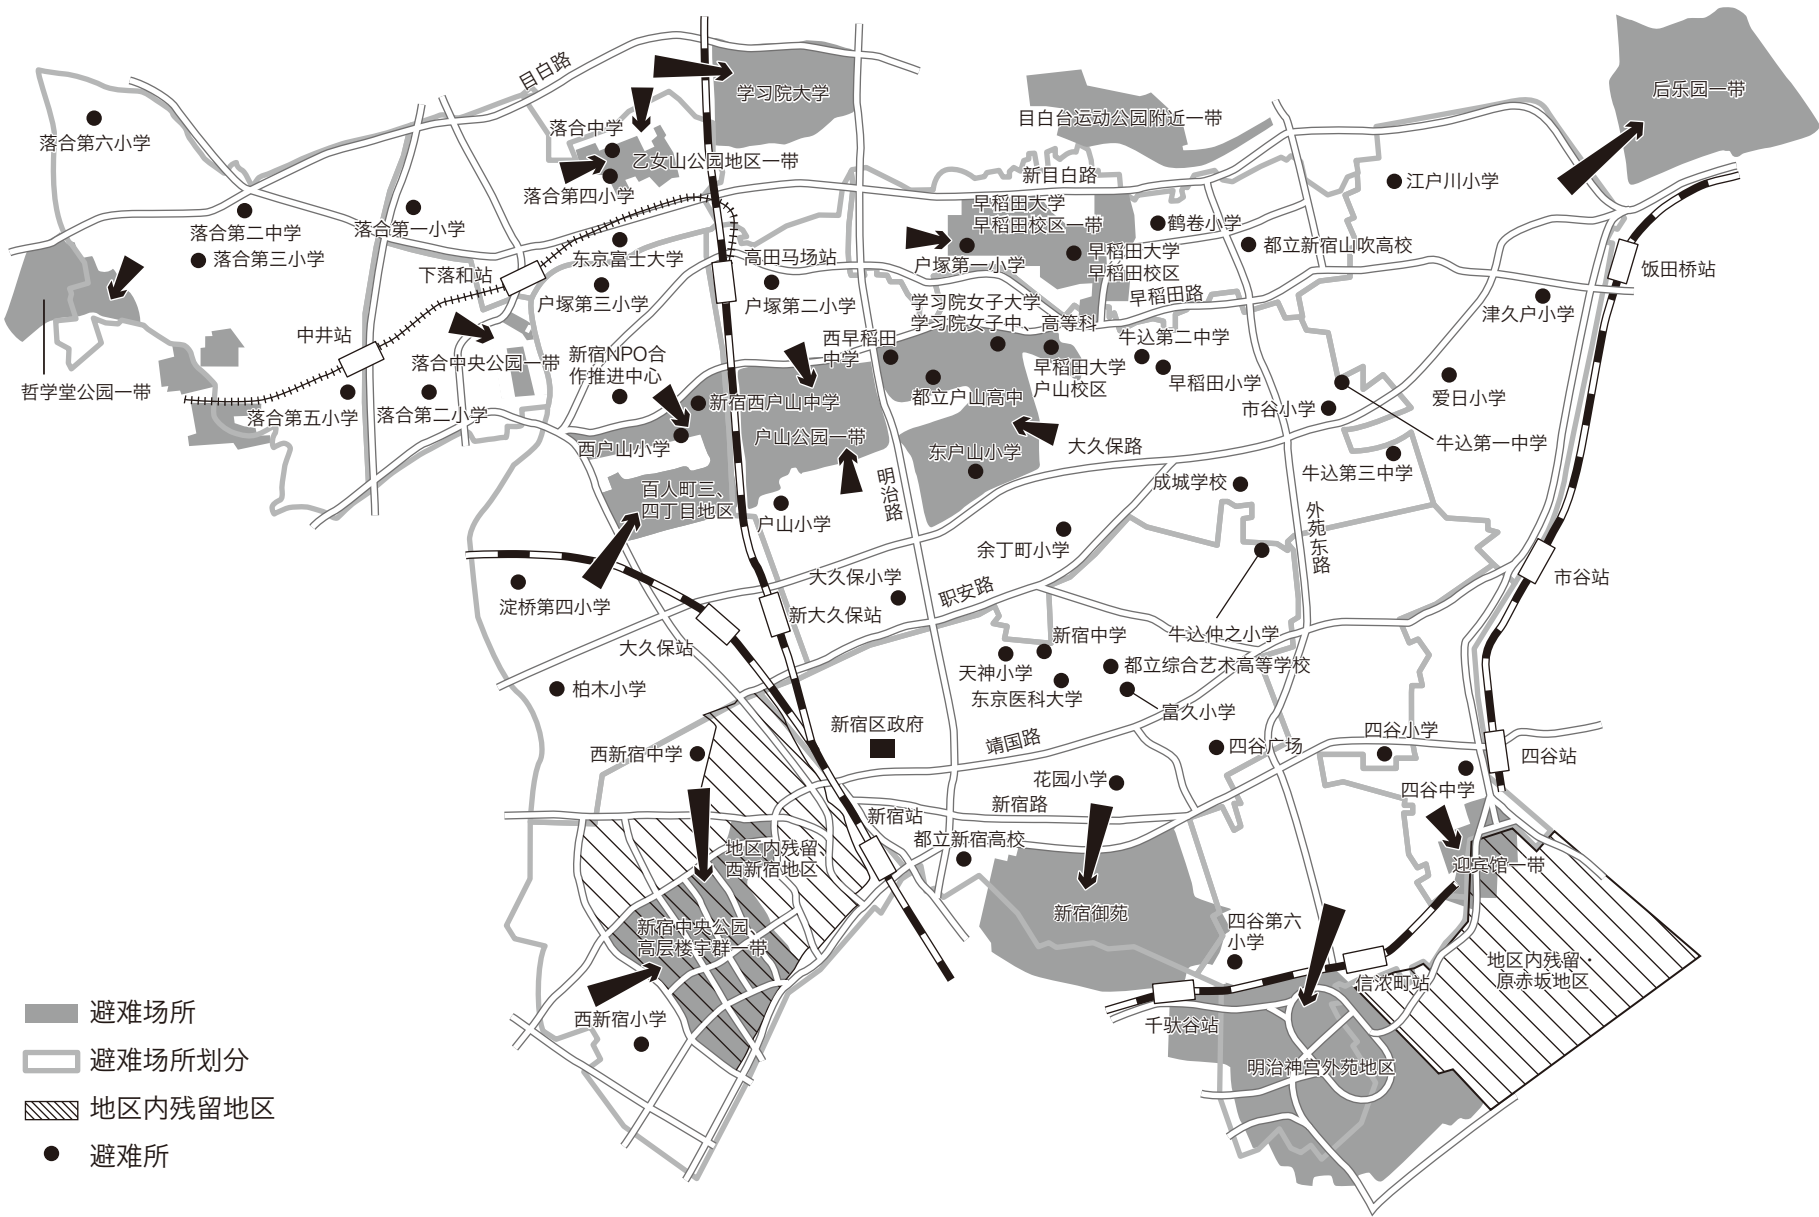 目白路
学习院大学
后乐园一带
落合第六小学
落合中学
目白台运动公园附近一带
乙女山公园地区一带
新目白路
江户川小学
落合第四小学
早稻田大学
早稻田校区一带
鹤卷小学
落合第二中学
落合第一小学
都立新宿山吹高校
落合第三小学
东京富士大学
高田马场站
户塚第一小学
早稻田大学
早稻田校区
饭田桥站
下落和站
户塚第三小学
户塚第二小学
学习院女子大学
学习院女子中、高等科
早稻田路
津久户小学
中井站
西早稻田
中学
牛込第二中学
落合中央公园一带
新宿NPO合
作推进中心
早稻田大学
户山校区
早稻田小学
哲学堂公园一带
落合第五小学
落合第二小学
新宿西户山中学
都立户山高中
市谷小学
爱日小学
西户山小学
户山公园一带
东户山小学
大久保路
牛込第一中学
牛込第三中学
百人町三、
四丁目地区
明治路
成城学校
户山小学
外苑东路
余丁町小学
大久保小学
职安路
市谷站
淀桥第四小学
新大久保站
大久保站
新宿中学
牛込仲之小学
天神小学
都立综合艺术高等学校
柏木小学
东京医科大学
富久小学
新宿区政府
靖国路
四谷广场
四谷小学
西新宿中学
四谷站
花园小学
四谷中学
新宿路
新宿站
都立新宿高校
地区内残留
西新宿地区
迎宾馆一带
新宿御苑
四谷第六
小学
新宿中央公园、
高层楼宇群一带
地区内残留·
原赤坂地区
信浓町站
西新宿小学
千驮谷站
明治神宫外苑地区
避难场所
避难场所划分
地区内残留地区
避难所